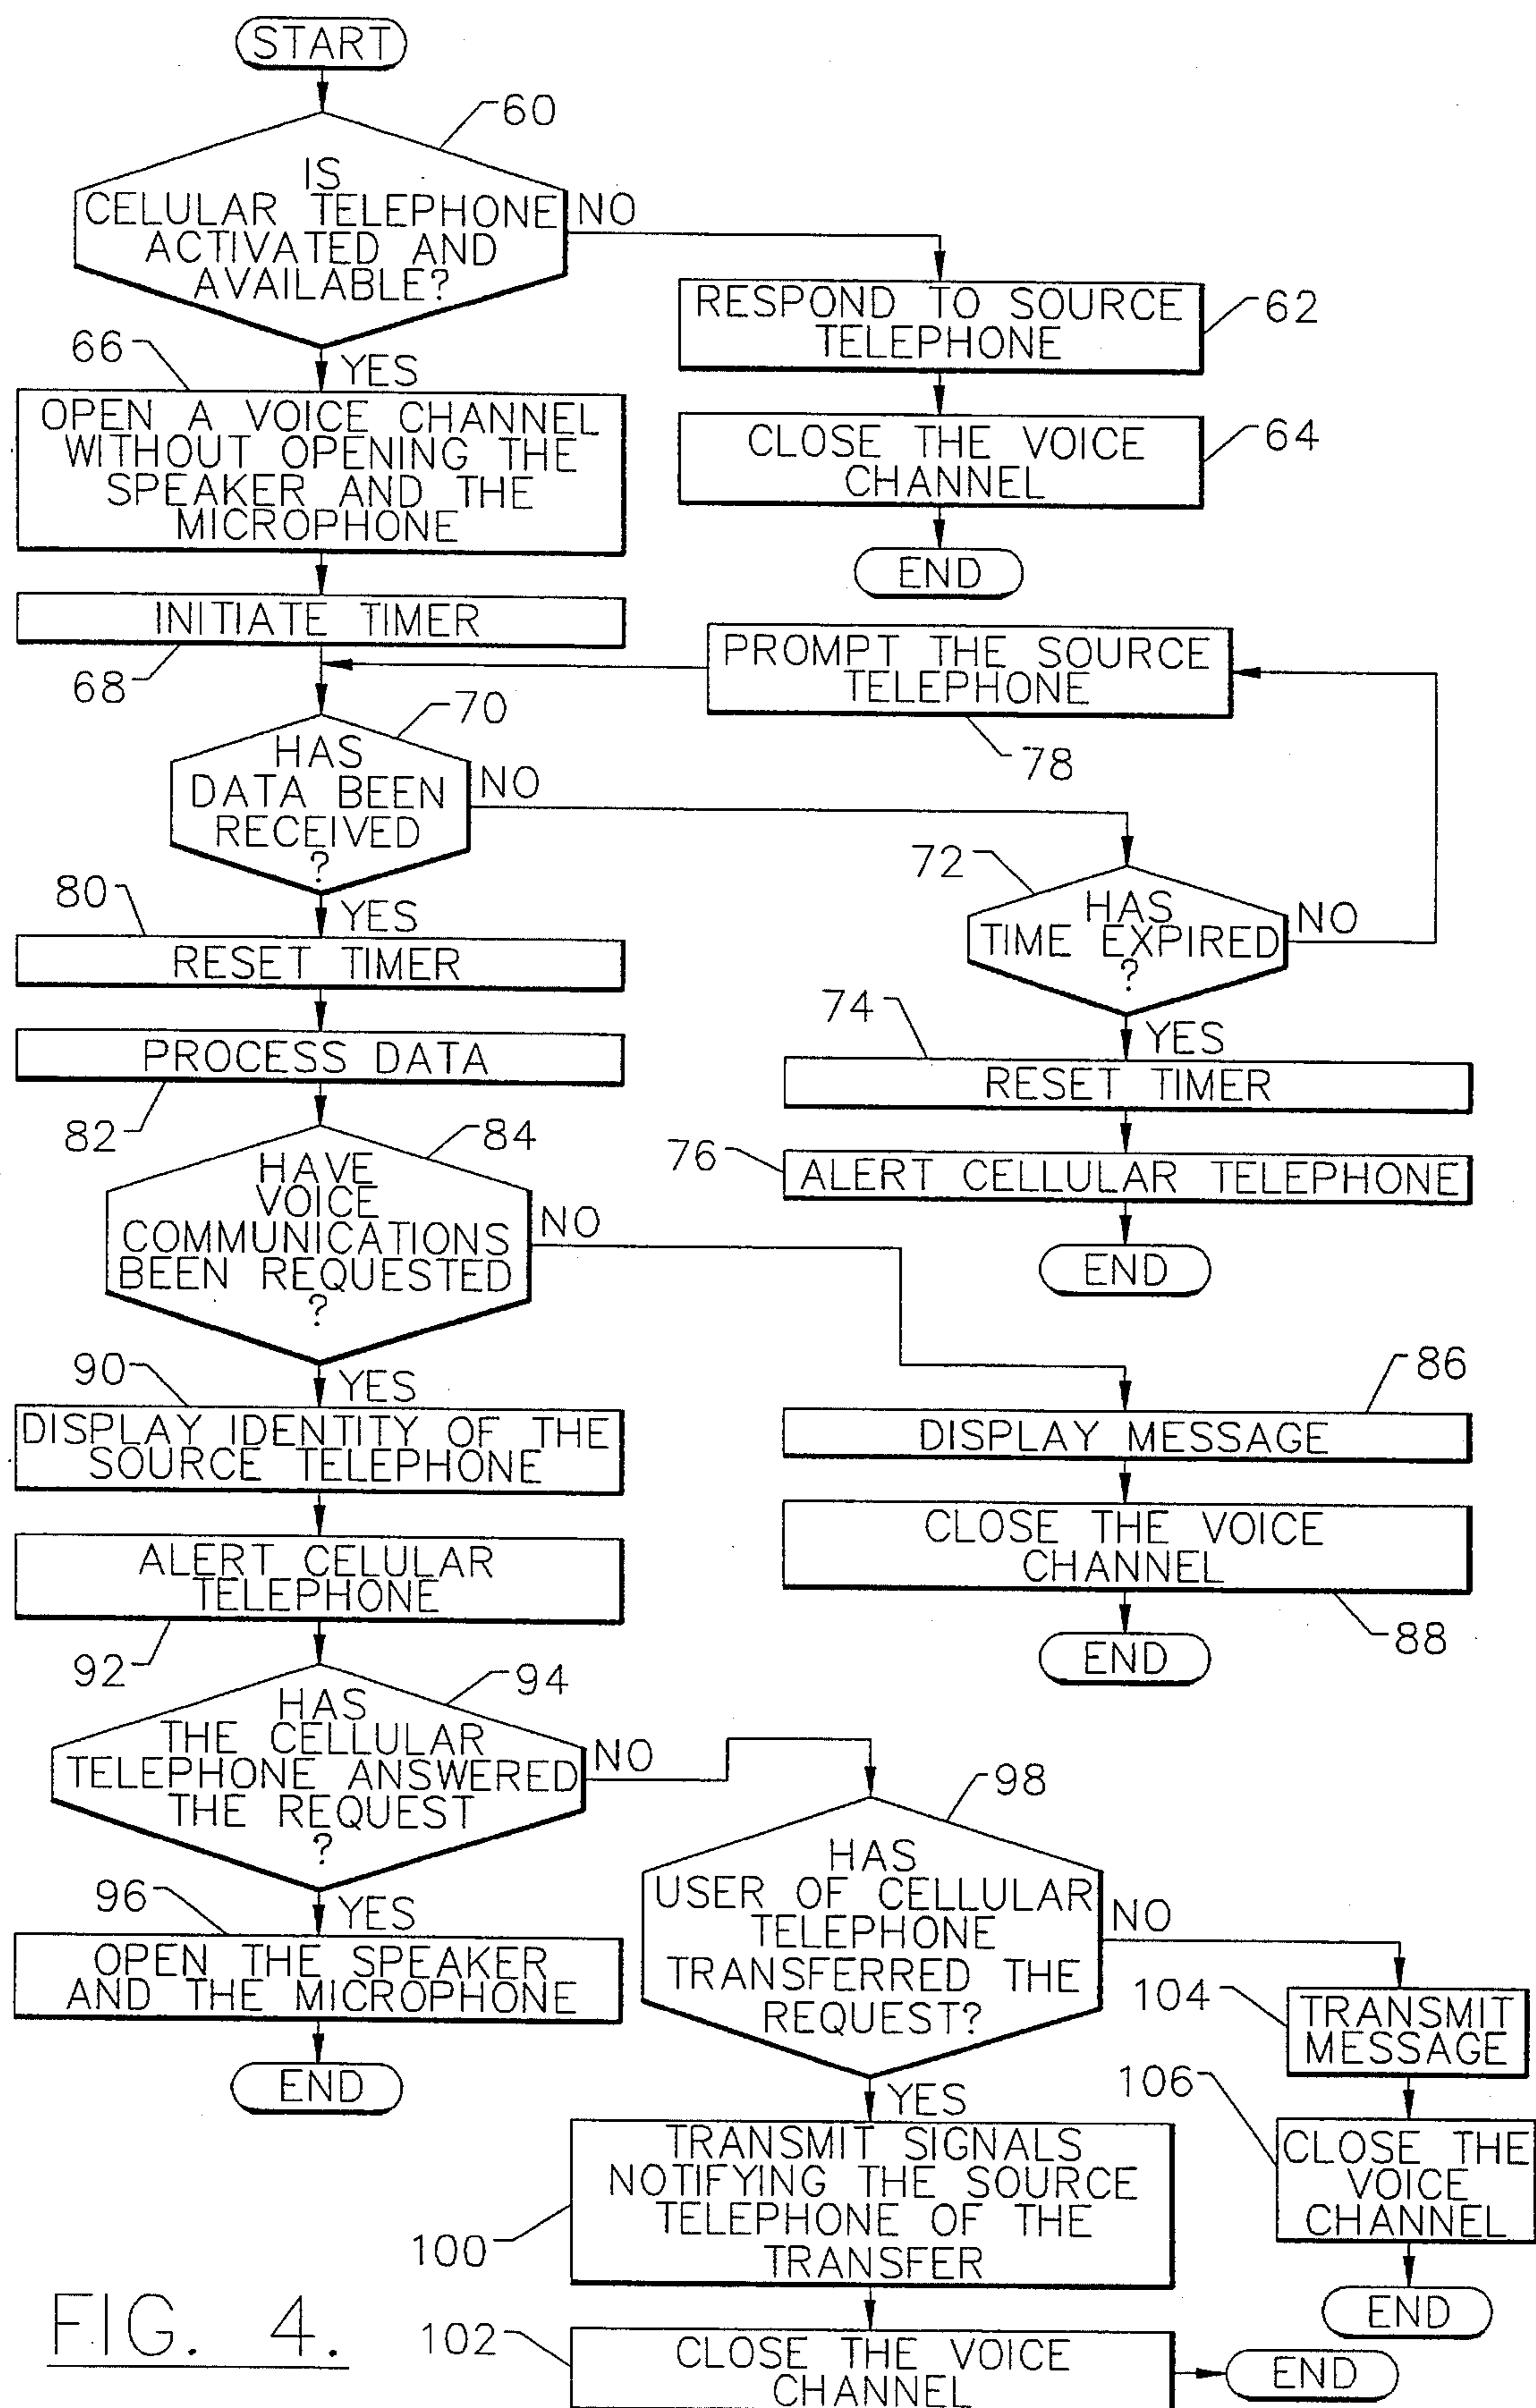 START
60
IS
CELULAR TELEPHONE
ACTIVATED AND
AVAILABLE?
NO
RESPOND TO SOURCE
TELEPHONE
62
66
YES
OPEN A VOICE CHANNEL
WITHOUT OPENING THE
SPEAKER AND THE
MICROPHONE
CLOSE THE VOICE
CHANNEL
64
END
INITIATE TIMER
68
PROMPT THE SOURCE
TELEPHONE
78
70
HAS
DATA BEEN
RECEIVED
?
NO
72
HAS
TIME EXPIRED
?
NO
80
YES
RESET TIMER
74
YES
RESET TIMER
PROCESS DATA
82
76
ALERT CELLULAR TELEPHONE
END
84
HAVE
VOICE
COMMUNICATIONS
BEEN REQUESTED
?
NO
86
DISPLAY MESSAGE
CLOSE THE VOICE
CHANNEL
88
END
90
YES
DISPLAY IDENTITY OF THE
SOURCE TELEPHONE
ALERT CELULAR
TELEPHONE
92
94
HAS
THE CELLULAR
TELEPHONE ANSWERED
THE REQUEST
?
NO
98
HAS
USER OF CELLULAR
TELEPHONE
TRANSFERRED THE
REQUEST?
NO
96
YES
OPEN THE SPEAKER
AND THE MICROPHONE
END
104
TRANSMIT
MESSAGE
106
CLOSE THE
VOICE
CHANNEL
END
YES
TRANSMIT SIGNALS
NOTIFYING THE SOURCE
TELEPHONE OF THE
TRANSFER
100
102
CLOSE THE VOICE
CHANNEL
END
FIG. 4.